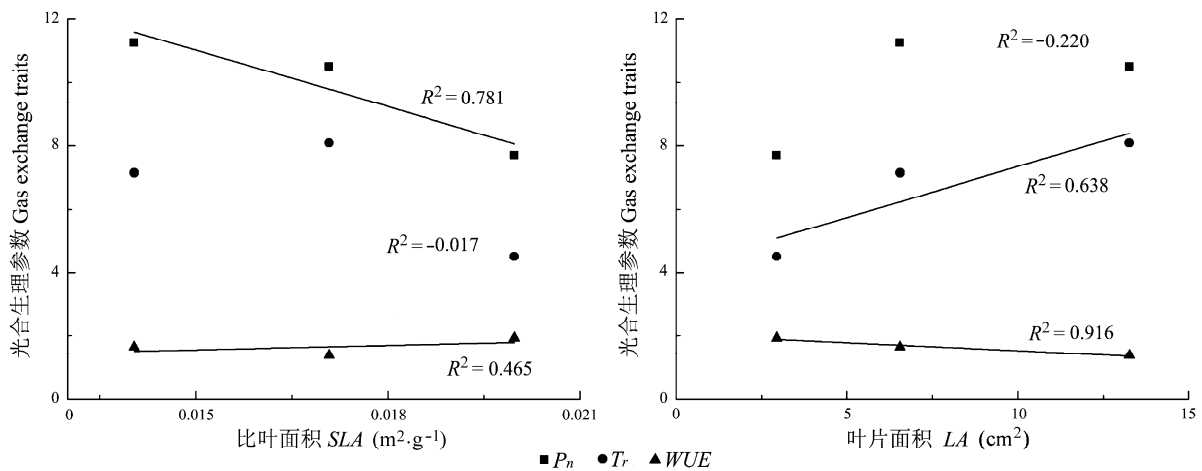 光合生理参数 Gas exchange traits
12
8
4
0
R² = 0.781
R² = -0.017
R² = 0.465
0
0.015
0.018
0.021
比叶面积 SLA (m²·g⁻¹)
光合生理参数 Gas exchange traits
12
8
4
0
R² = -0.220
R² = 0.638
R² = 0.916
0
5
10
15
叶片面积 LA (cm²)
Pₙ Tᵣ WUE